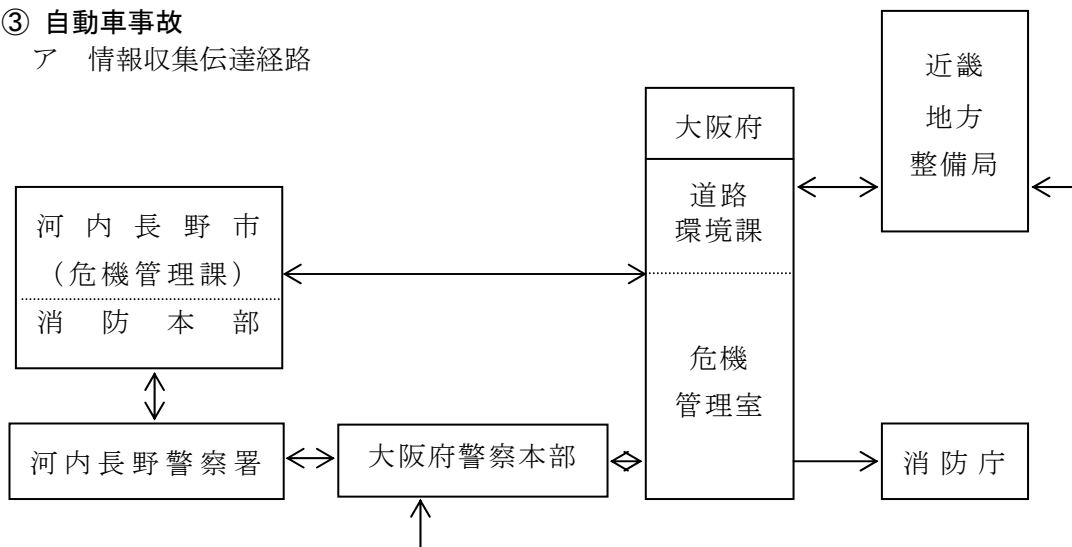 ③ 自動車事故
ア 情報収集伝達経路
近畿
地方
整備局
大阪府
道路
環境課
河内長野市
（危機管理課）
消防本部
危機
管理室
河内長野警察署
大阪府警察本部
消防庁